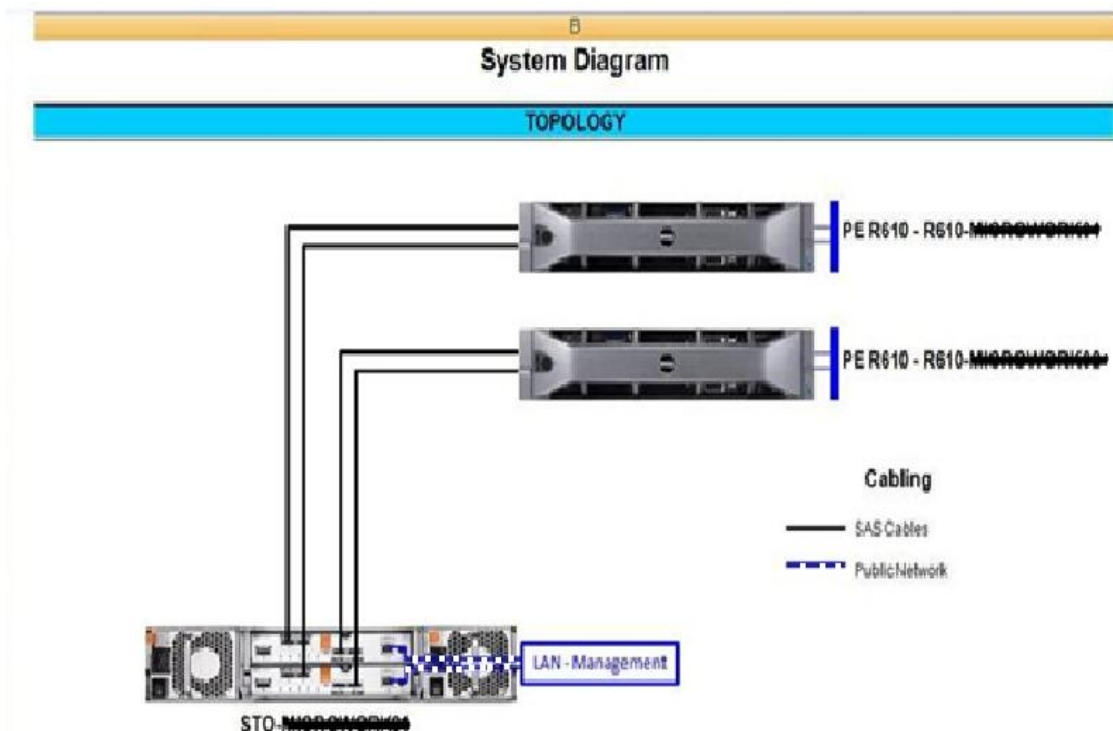 System Diagram
TOPOLOGY
PE R610 - R610-
PE R610 - R610-
Cabling
SAS Cables
Public Network
LAN - Management
STO-